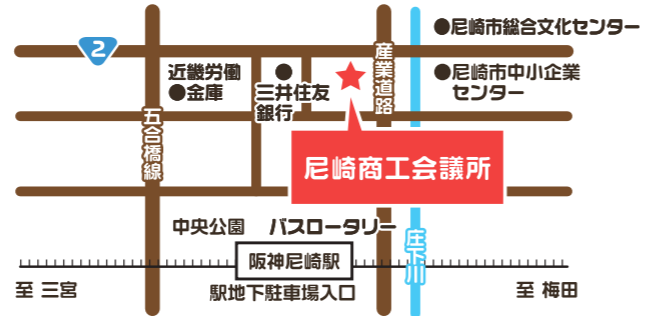 ●尼崎市総合文化センター
2
産業道路
近畿労働
●金庫
●
三井住友
銀行
●尼崎市中小企業
センター
五合橋線
尼崎商工会議所
中央公園
バスロータリー
庄下川
阪神尼崎駅
至 三宮
駅地下駐車場入口
至 梅田